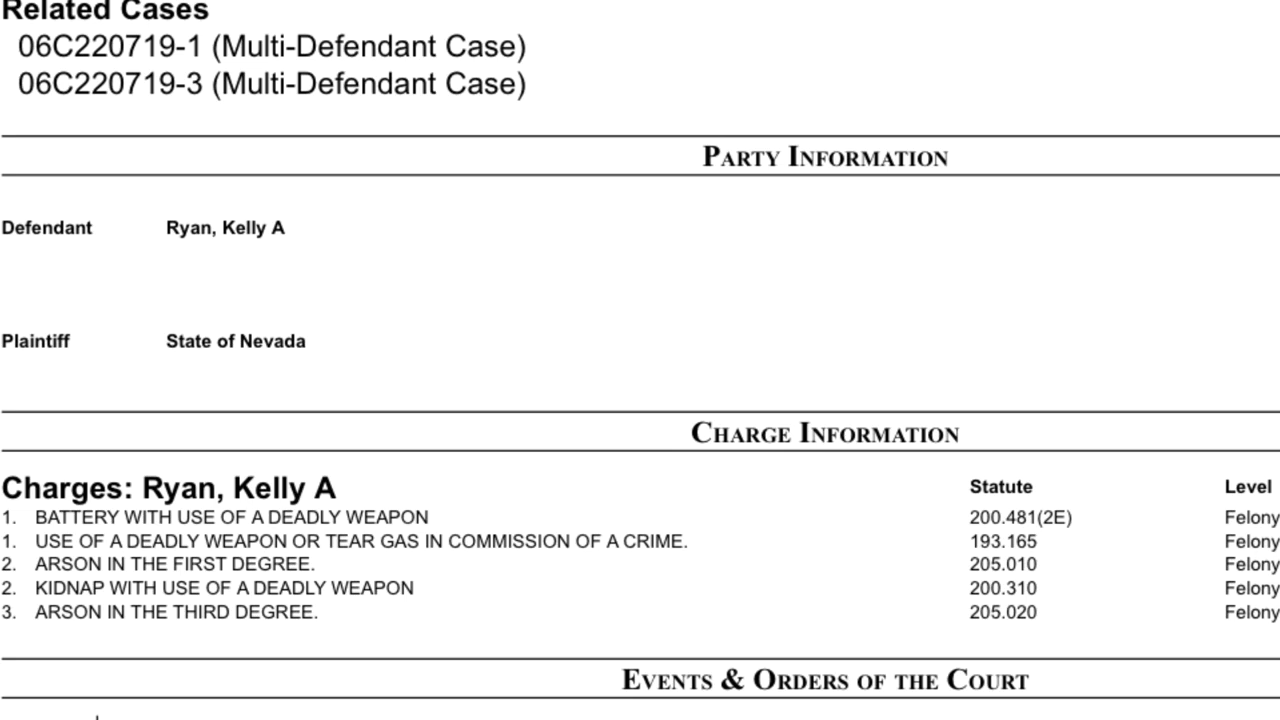 Related Cases
06C220719-1 (Multi-Defendant Case)
06C220719-3 (Multi-Defendant Case)
PARTY INFORMATION
Defendant Ryan, Kelly A
Plaintiff State of Nevada
CHARGE INFORMATION
Charges: Ryan, Kelly A Statute Level
1. BATTERY WITH USE OF A DEADLY WEAPON 200.481(2E) Felony
1. USE OF A DEADLY WEAPON OR TEAR GAS IN COMMISSION OF A CRIME. 193.165 Felony
2. ARSON IN THE FIRST DEGREE. 205.010 Felony
2. KIDNAP WITH USE OF A DEADLY WEAPON 200.310 Felony
3. ARSON IN THE THIRD DEGREE. 205.020 Felony
EVENTS & ORDERS OF THE COURT